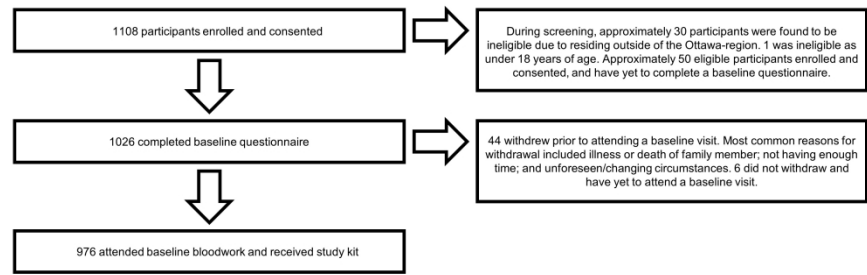 1108 participants enrolled and consented
During screening, approximately 30 participants were found to be
ineligible due to residing outside of the Ottawa-region. 1 was ineligible as
under 18 years of age. Approximately 50 eligible participants enrolled and
consented, and have yet to complete a baseline questionnaire.
1026 completed baseline questionnaire
44 withdrew prior to attending a baseline visit. Most common reasons for
withdrawal included illness or death of family member; not having enough
time; and unforeseen/changing circumstances. 6 did not withdraw and
have yet to attend a baseline visit.
976 attended baseline bloodwork and received study kit